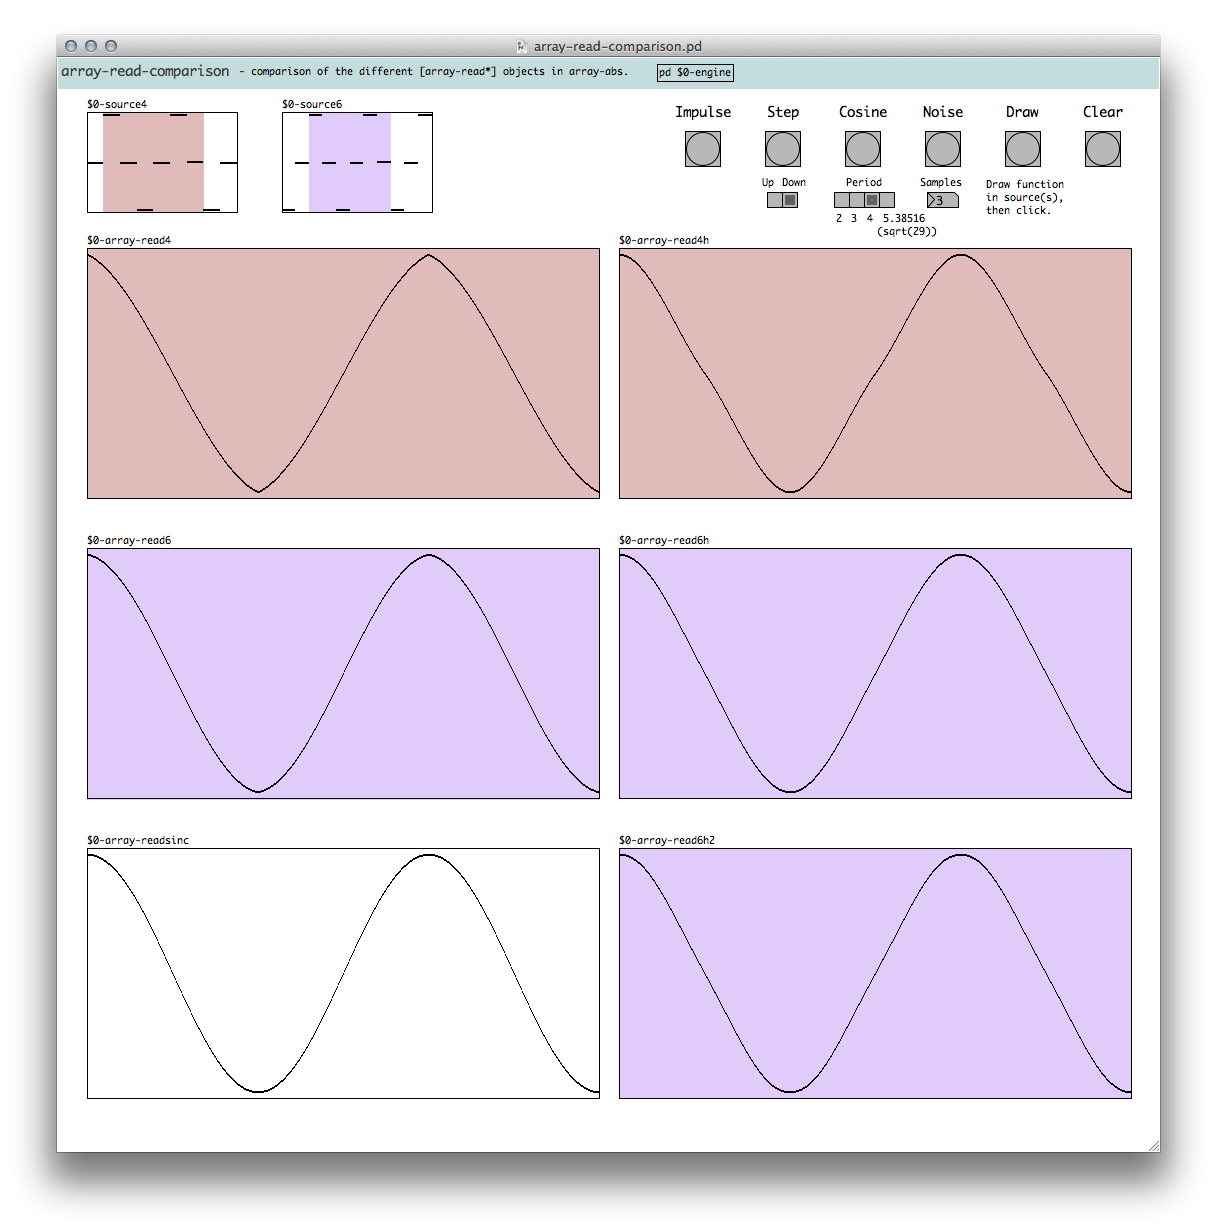 array-read-comparison.pd
array-read-comparison - comparison of the different [array-read*] objects in array-abs.
pd $0-engine
$0-source4
$0-source6
Impulse
Step
Cosine
Noise
Draw
Clear
Up Down
Period
Samples
3
2 3 4 5.38516
(sqrt(29))
Draw function
in source(s),
then click.
$0-array-read4
$0-array-read4h
$0-array-read6
$0-array-read6h
$0-array-readsinc
$0-array-read6h2